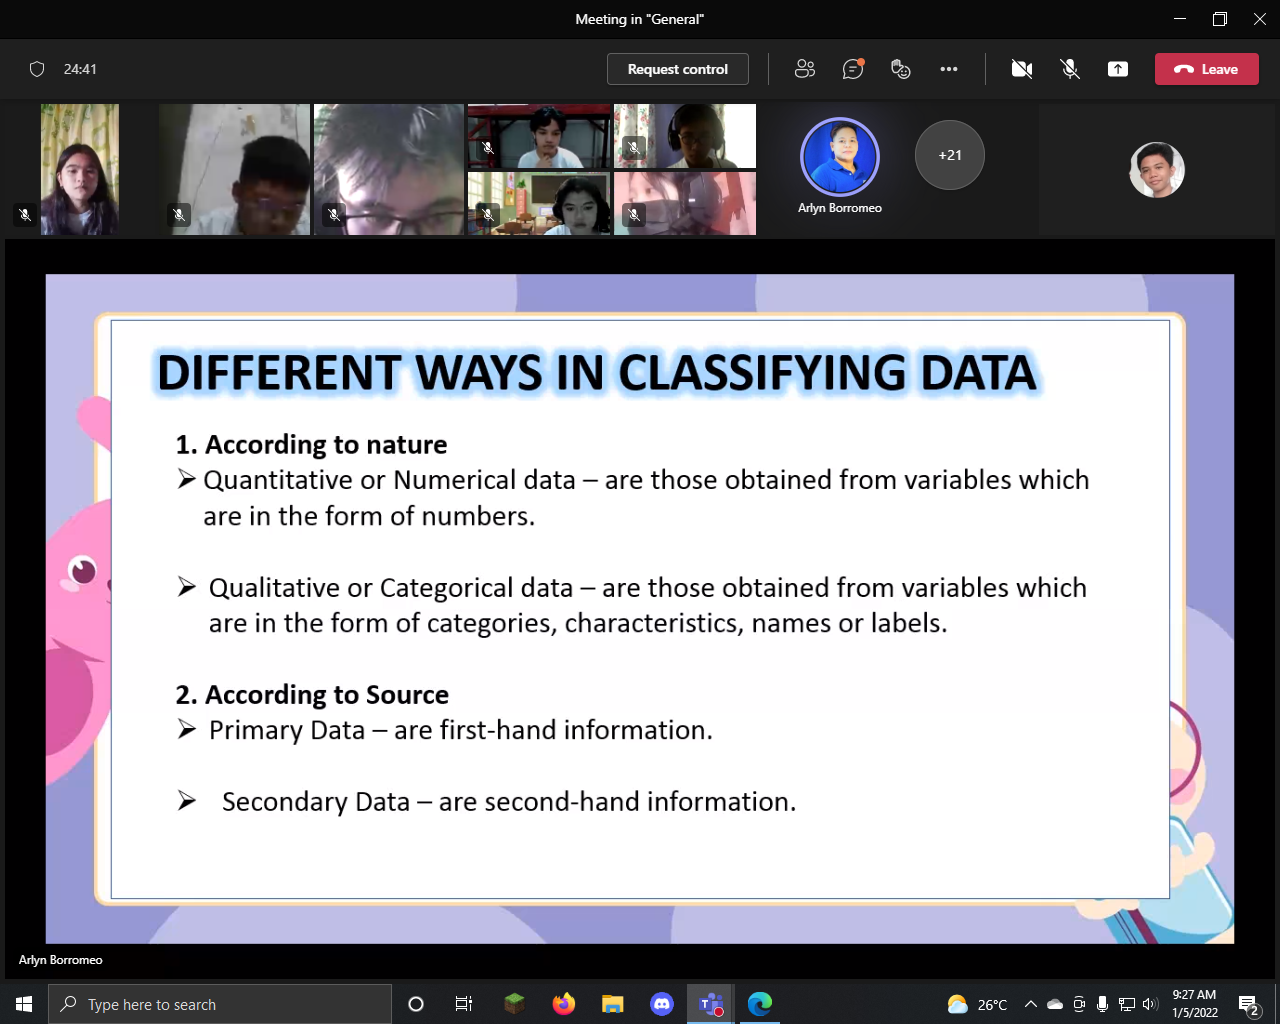 Meeting in "General"
24:41
Request control
Leave
+21
Arlyn Borromeo
DIFFERENT WAYS IN CLASSIFYING DATA
1. According to nature
➢ Quantitative or Numerical data – are those obtained from variables which
are in the form of numbers.
➢ Qualitative or Categorical data – are those obtained from variables which
are in the form of categories, characteristics, names or labels.
2. According to Source
➢ Primary Data – are first-hand information.
➢ Secondary Data – are second-hand information.
Arlyn Borromeo
Type here to search
T
26°C
9:27 AM
1/5/2022
2